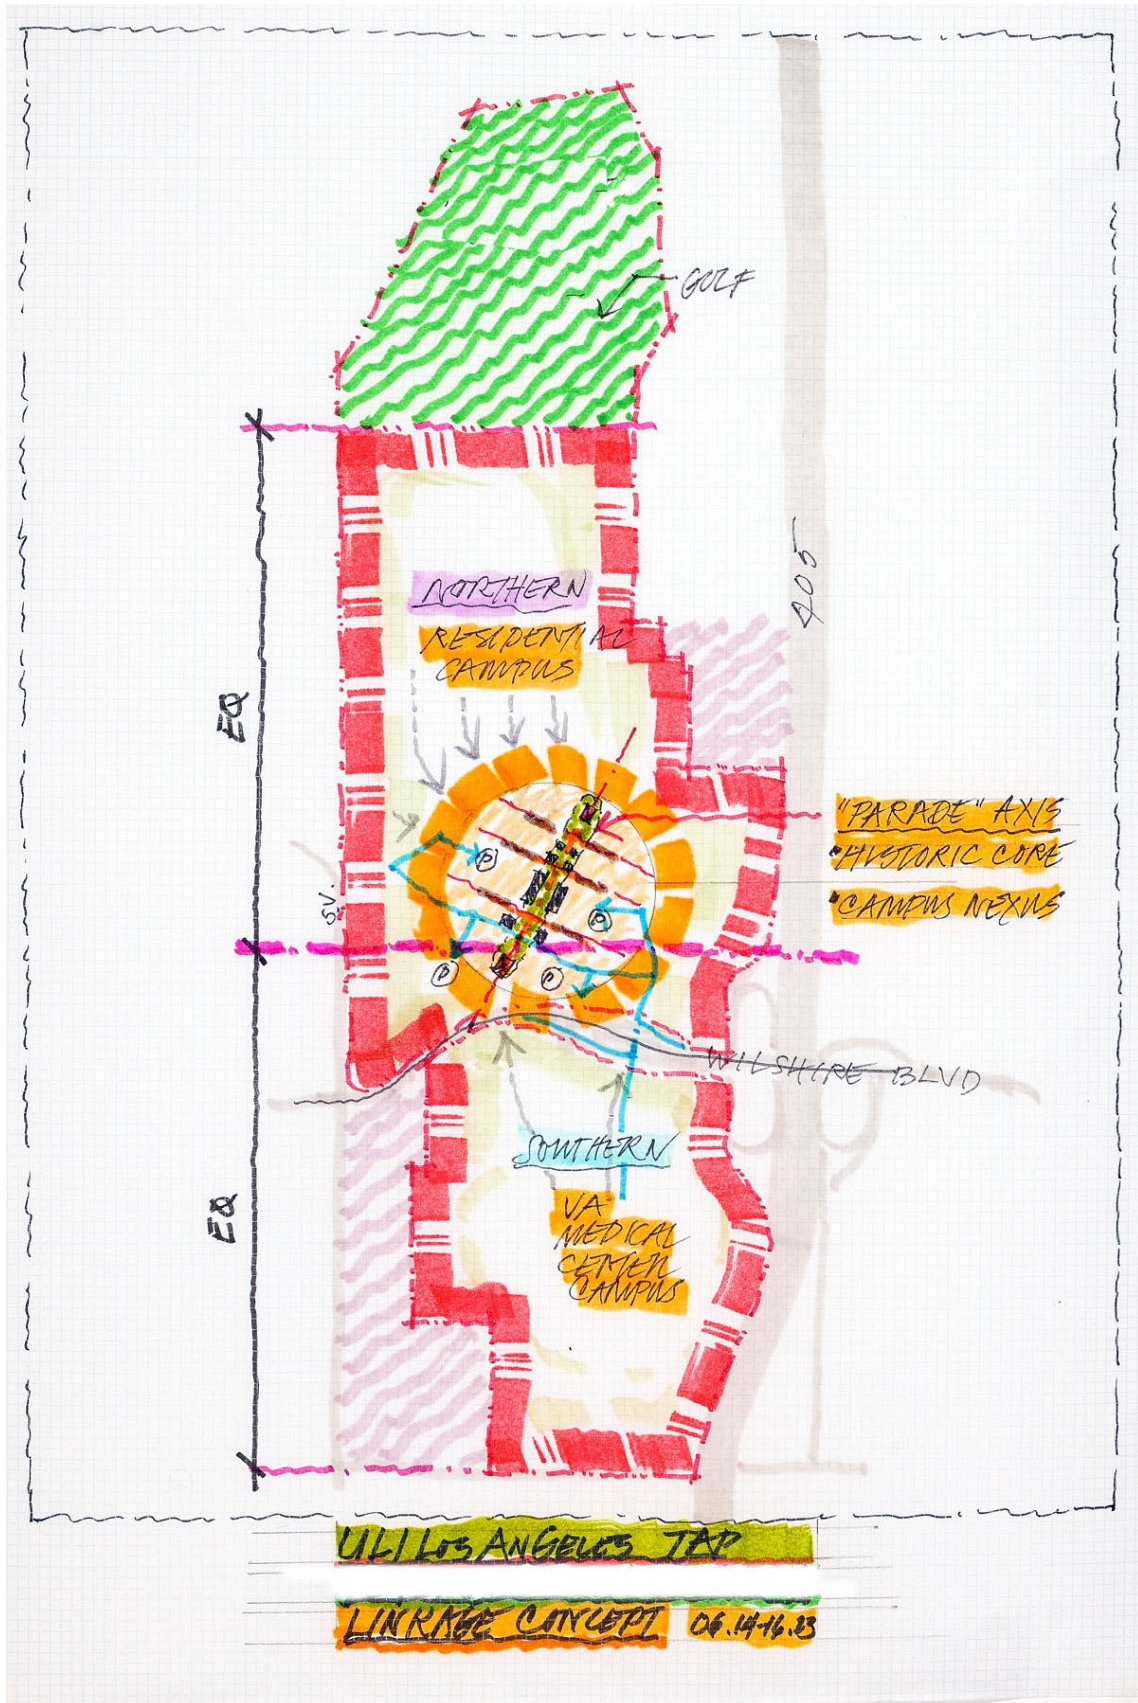 GOLF
405
NORTHERN
RESIDENTIAL
CAMPUS
EQ
"PARADE" AXIS
•HISTORIC CORE
•CAMPUS NEXUS
P
S.V.
P
P
P
WILSHIRE BLVD
SOUTHERN
EQ
VA
MEDICAL
CENTER
CAMPUS
ULI LOS ANGELES TAP
LINKAGE CONCEPT 06.14-16.23